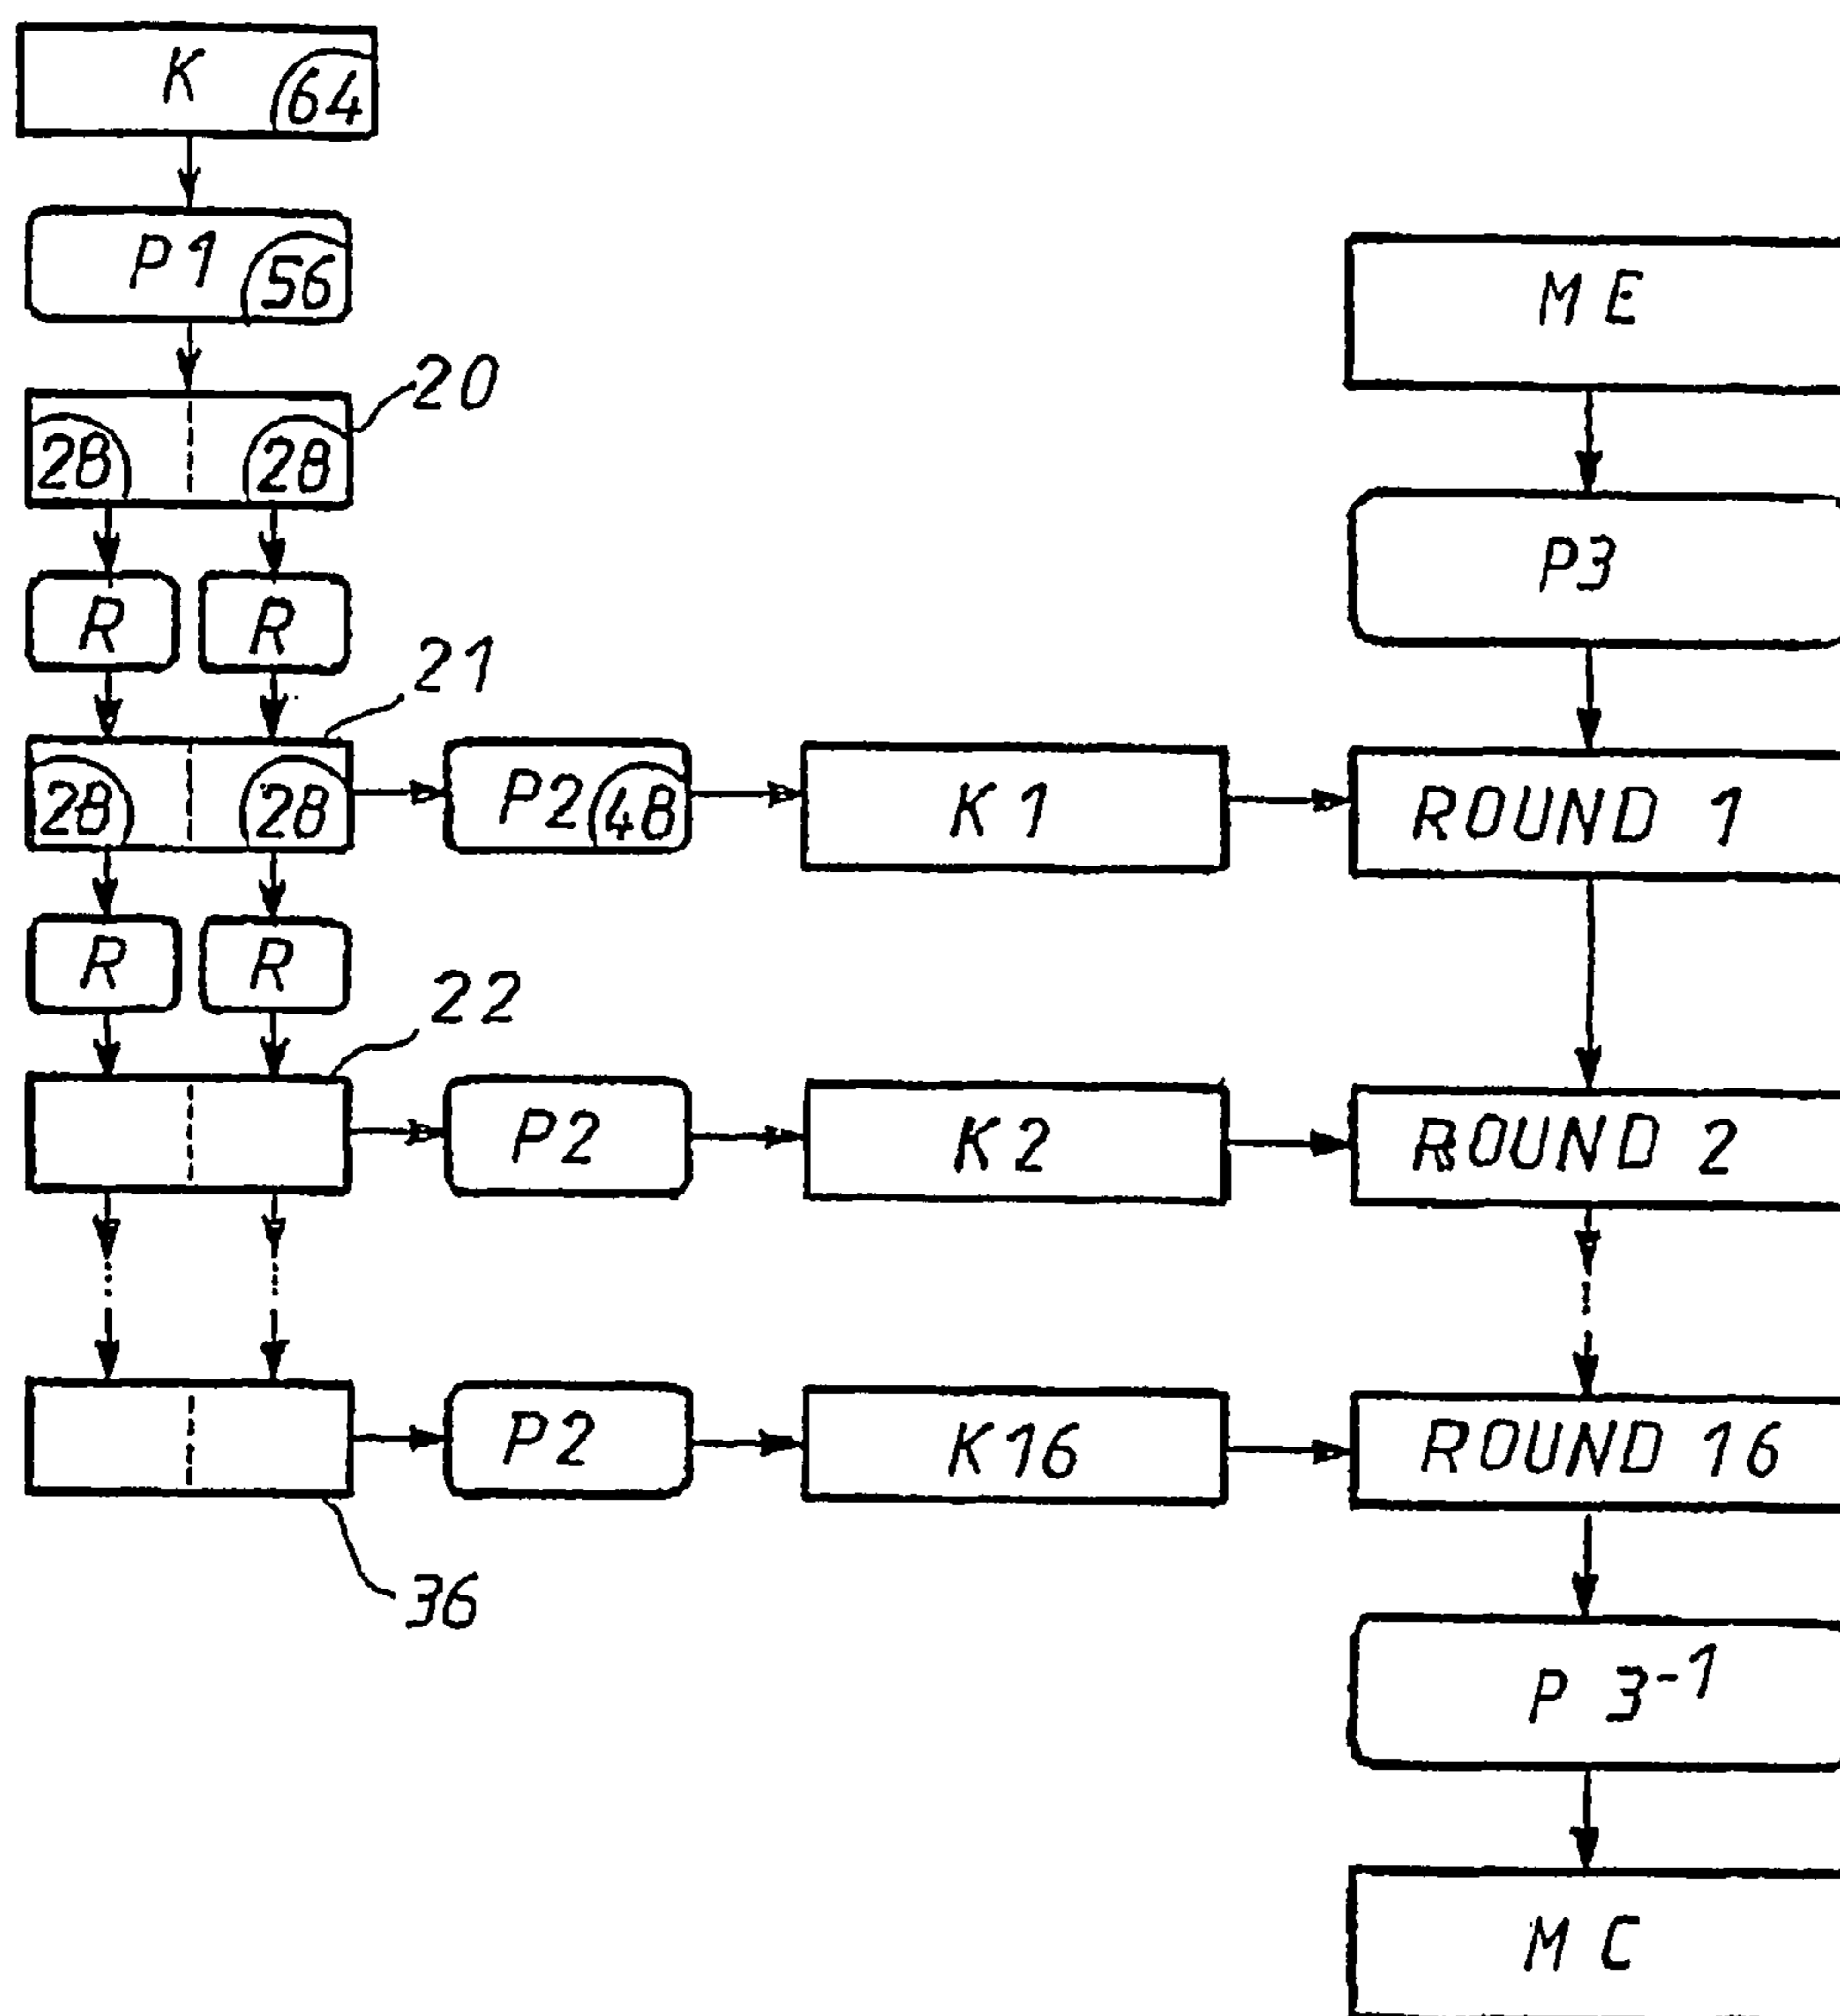 K 64
P1 56
ME
20
28 28
P3
R R
21
28 28 P2 48 K1 ROUND 1
R R
22
P2 K2 ROUND 2
P2 K16 ROUND 16
36
P 3⁻¹
MC